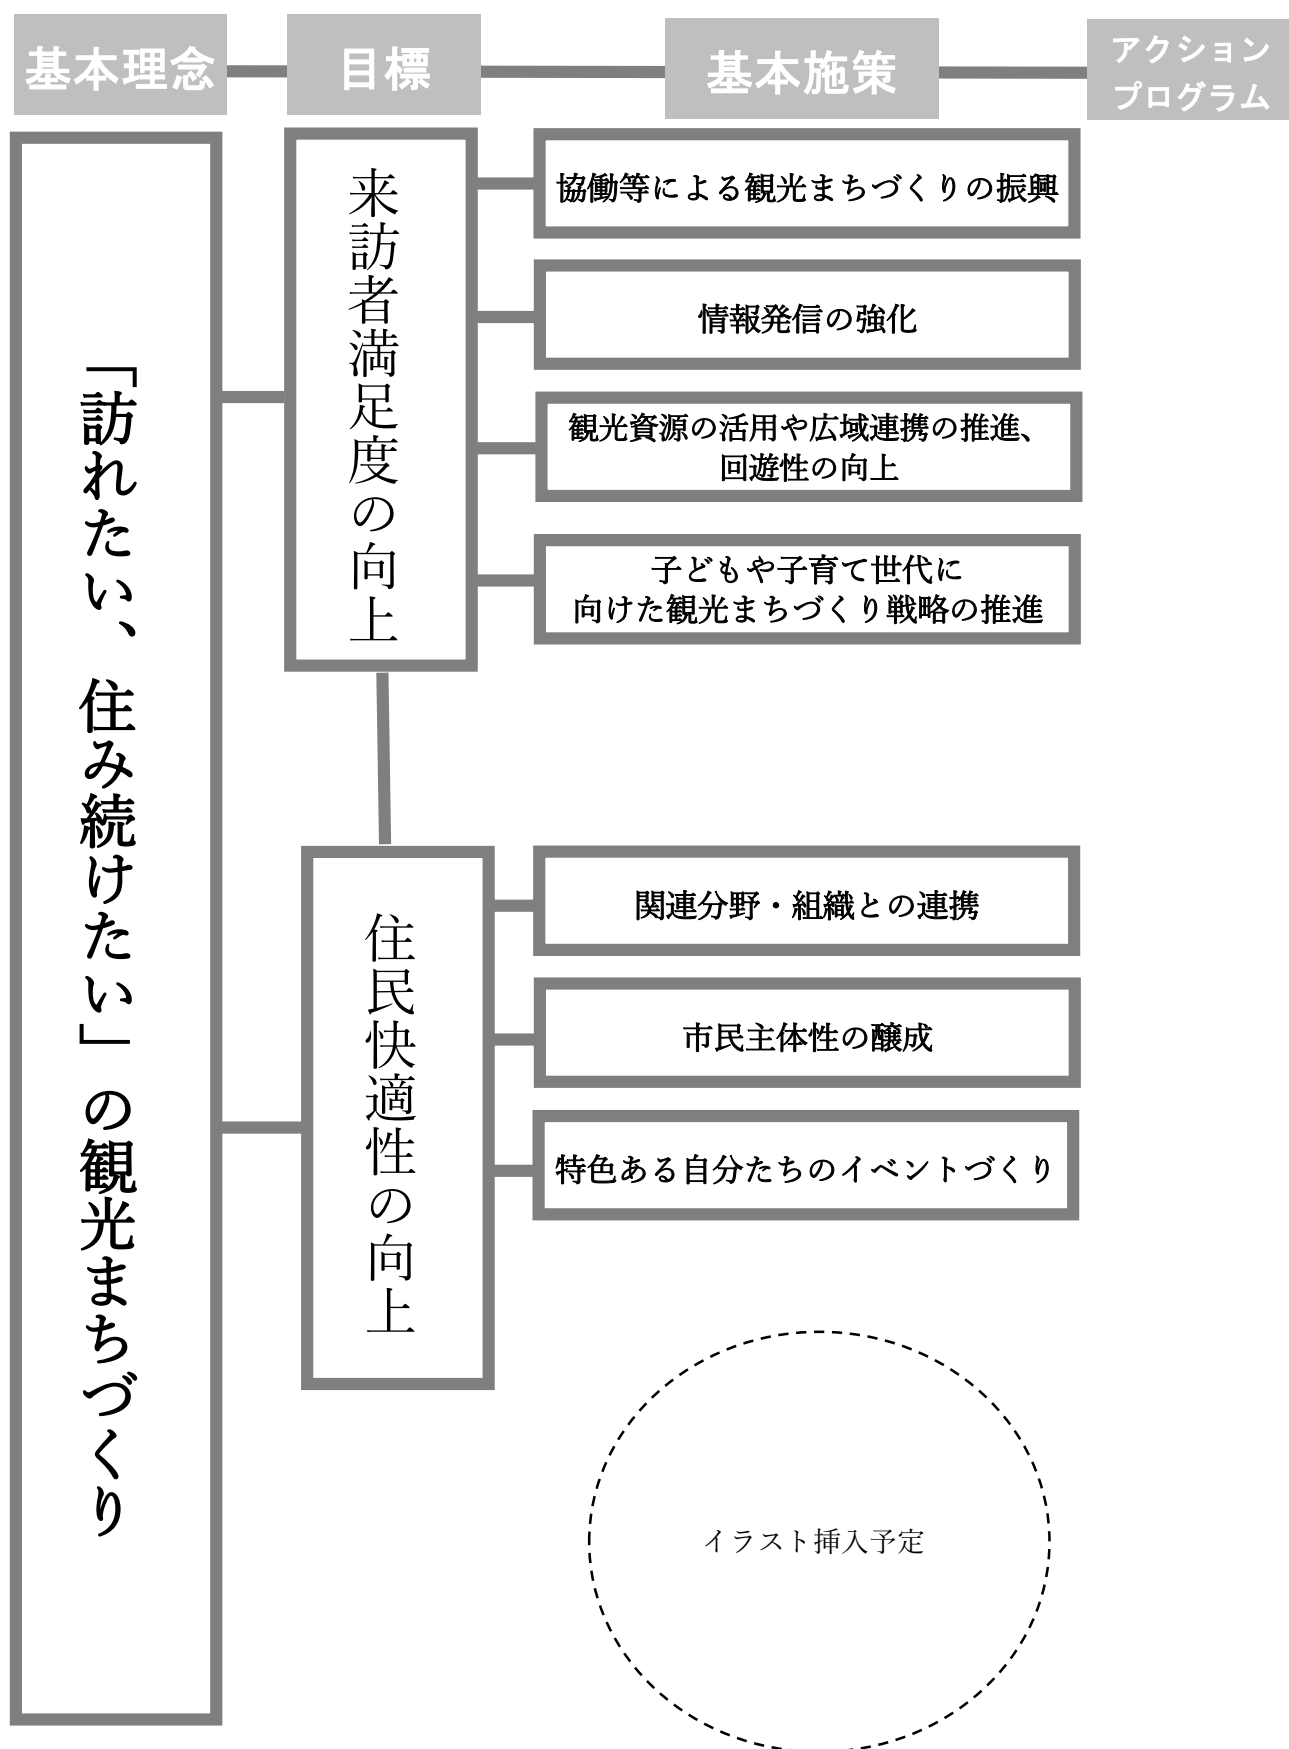 基本理念
目標
基本施策
アクション
プログラム
「訪れたい、住み続けたい」の観光まちづくり
来訪者満足度の向上
協働等による観光まちづくりの振興
情報発信の強化
観光資源の活用や広域連携の推進、
回遊性の向上
子どもや子育て世代に
向けた観光まちづくり戦略の推進
住民快適性の向上
関連分野・組織との連携
市民主体性の醸成
特色ある自分たちのイベントづくり
イラスト挿入予定